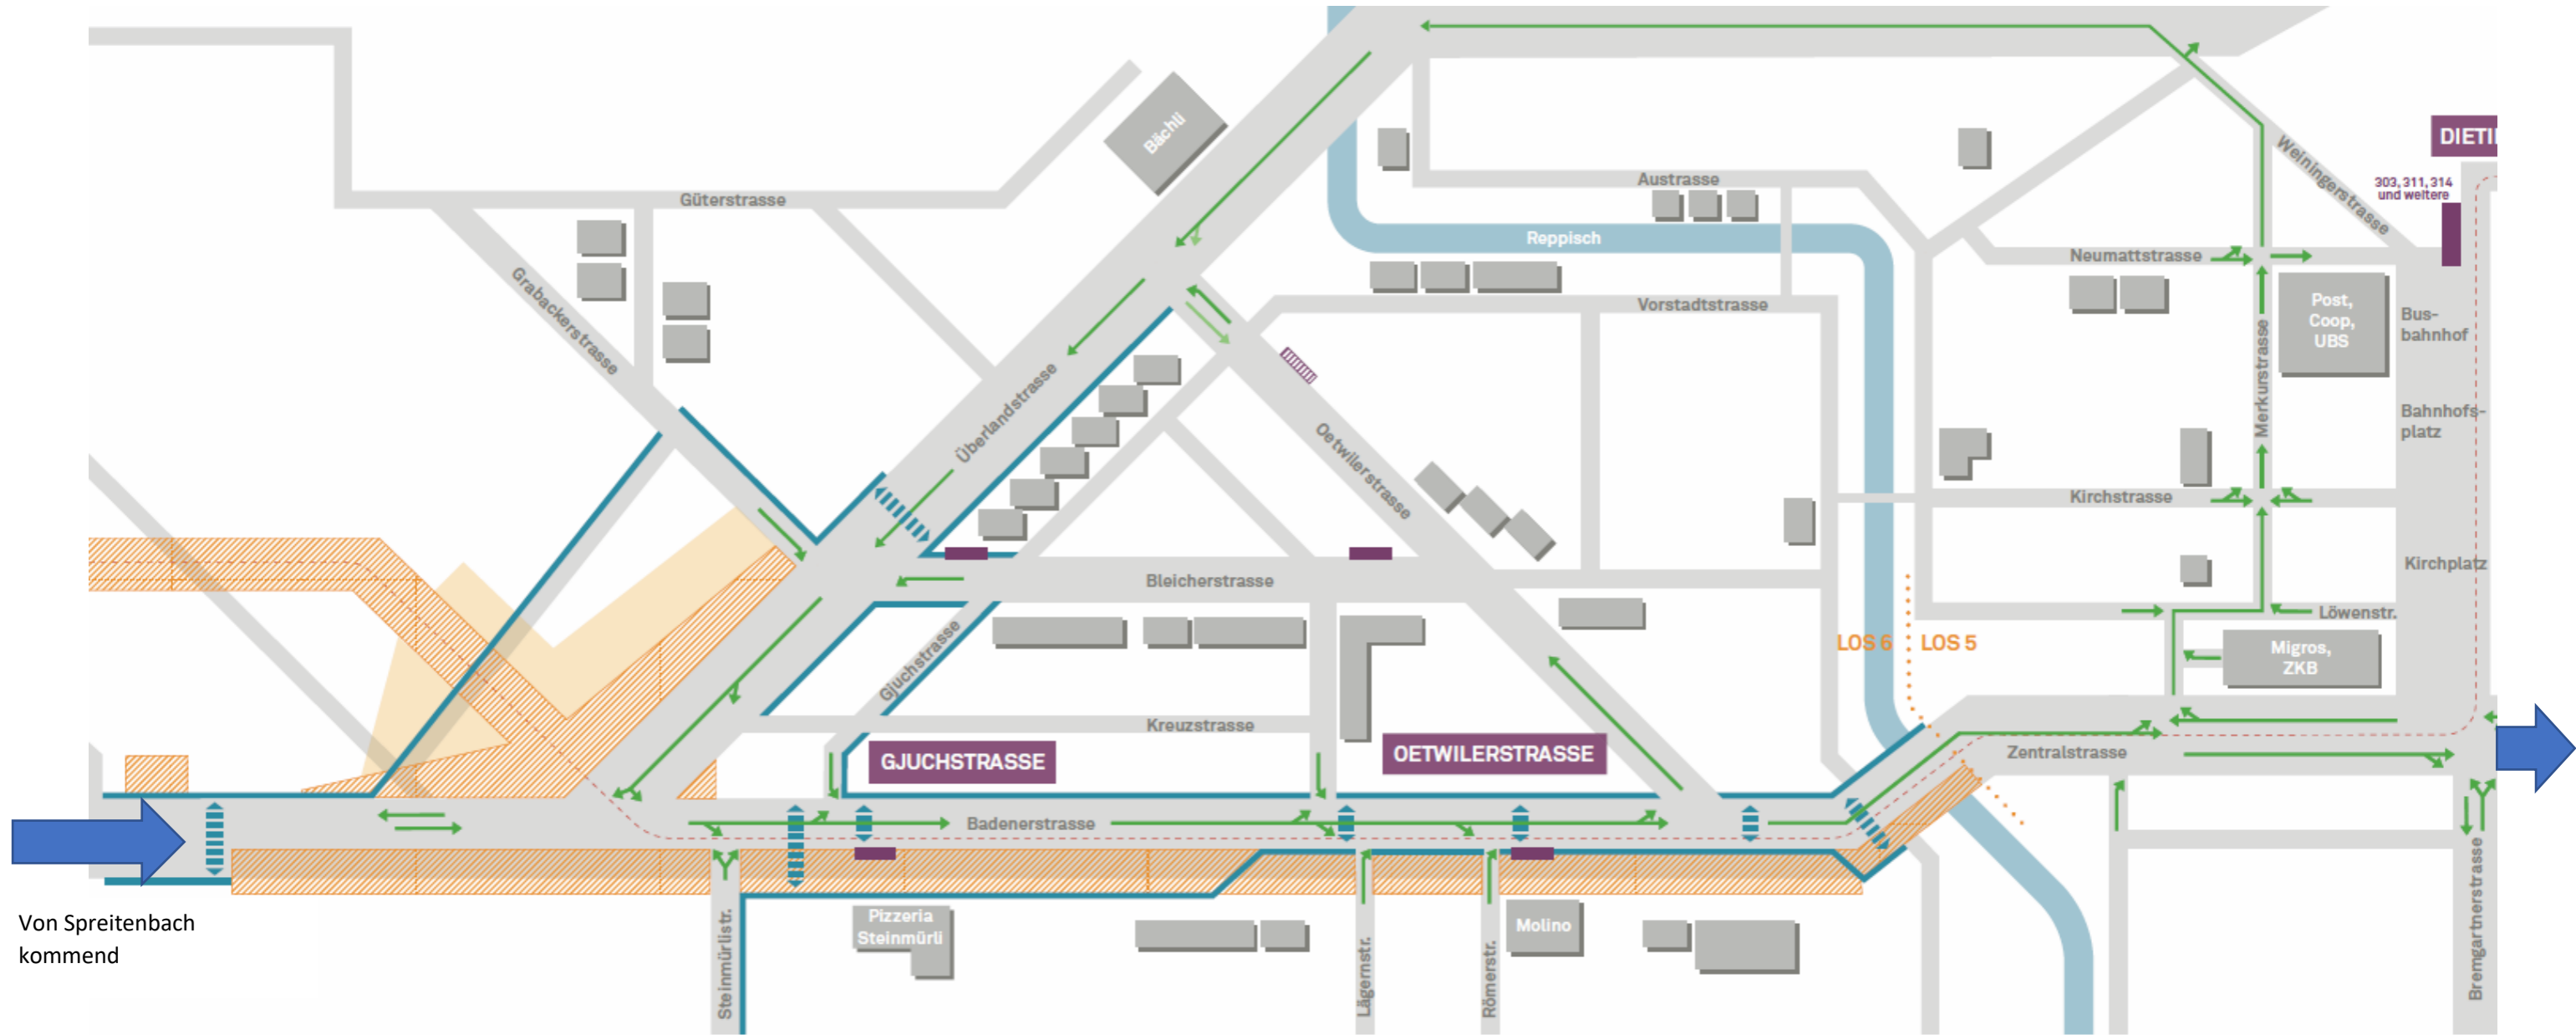 DIETI
303, 311, 314
und weitere
Bächli
Weiningerstrasse
Güterstrasse
Austrasse
Reppisch
Neumattstrasse
Grabackerstrasse
Vorstadtstrasse
Post,
Coop,
UBS
Bus-
bahnhof
Merkurstrasse
Überlandstrasse
Oetwilerstrasse
Bahnhofs-
platz
Kirchstrasse
Kirchplatz
Bleicherstrasse
Löwenstr.
Gjuchstrasse
LOS 6
LOS 5
Migros,
ZKB
Kreuzstrasse
GJUCHSTRASSE
OETWILERSTRASSE
Zentralstrasse
Badenerstrasse
Von Spreitenbach
kommend
Steinmürlistr.
Pizzeria
Steinmürli
Lägernstr.
Römerstr.
Molino
Bremgartnerstrasse